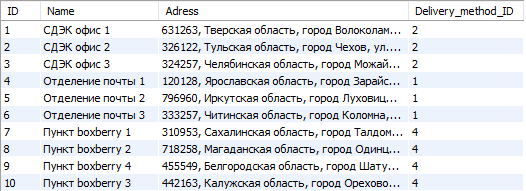 ID Name Adress Delivery_method_ID
1 СДЭК офис 1 631263, Тверская область, город Волоколам... 2
2 СДЭК офис 2 326122, Тульская область, город Чехов, ул.... 2
3 СДЭК офис 3 324257, Челябинская область, город Можай... 2
4 Отделение почты 1 120128, Ярославская область, город Зарайс... 1
5 Отделение почты 2 796960, Иркутская область, город Луховиц... 1
6 Отделение почты 3 333257, Читинская область, город Коломна,... 1
7 Пункт boxberry 1 310953, Сахалинская область, город Талдом... 4
8 Пункт boxberry 2 718258, Магаданская область, город Одинц... 4
9 Пункт boxberry 4 455549, Белгородская область, город Шату... 4
10 Пункт boxberry 3 442163, Калужская область, город Орехово... 4